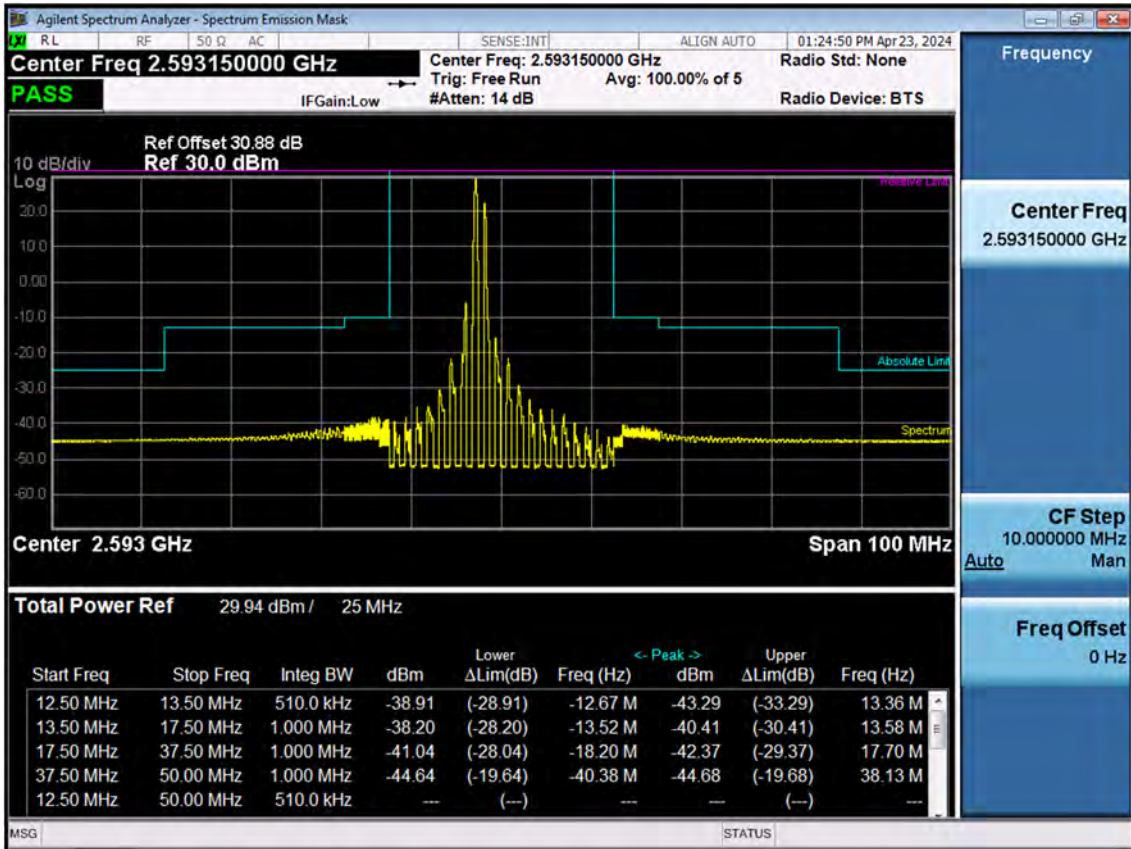 Agilent Spectrum Analyzer - Spectrum Emission Mask
LXI RL RF 50 Ω AC SENSE:INT ALIGN AUTO 01:24:50 PM Apr 23, 2024
Center Freq 2.593150000 GHz
Center Freq: 2.593150000 GHz
Radio Std: None
Trig: Free Run Avg: 100.00% of 5
PASS
IFGain:Low
#Atten: 14 dB
Radio Device: BTS
Ref Offset 30.88 dB
10 dB/div Ref 30.0 dBm
Log
Relative Limit
20.0
10.0
0.00
-10.0
-20.0
Absolute Limit
-30.0
-40.0
Spectrum
-50.0
-60.0
Center 2.593 GHz Span 100 MHz
Total Power Ref 29.94 dBm / 25 MHz
Lower <- Peak -> Upper
Start Freq Stop Freq Integ BW dBm ΔLim(dB) Freq (Hz) dBm ΔLim(dB) Freq (Hz)
12.50 MHz 13.50 MHz 510.0 kHz -38.91 (-28.91) -12.67 M -43.29 (-33.29) 13.36 M
13.50 MHz 17.50 MHz 1.000 MHz -38.20 (-28.20) -13.52 M -40.41 (-30.41) 13.58 M
17.50 MHz 37.50 MHz 1.000 MHz -41.04 (-28.04) -18.20 M -42.37 (-29.37) 17.70 M
37.50 MHz 50.00 MHz 1.000 MHz -44.64 (-19.64) -40.38 M -44.68 (-19.68) 38.13 M
12.50 MHz 50.00 MHz 510.0 kHz --- (---) --- --- (---) ---
MSG STATUS
Frequency
Center Freq
2.593150000 GHz
CF Step
10.000000 MHz
Auto Man
Freq Offset
0 Hz